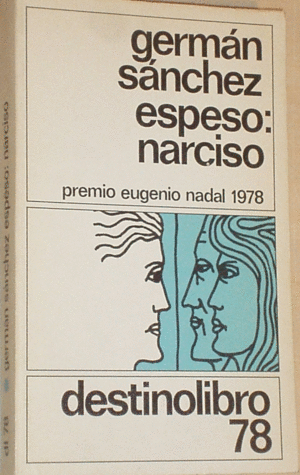 germán
sánchez
espeso:
narciso
premio eugenio nadal 1978
destinolibro
78
dl 78 germán sánchez espeso: narciso